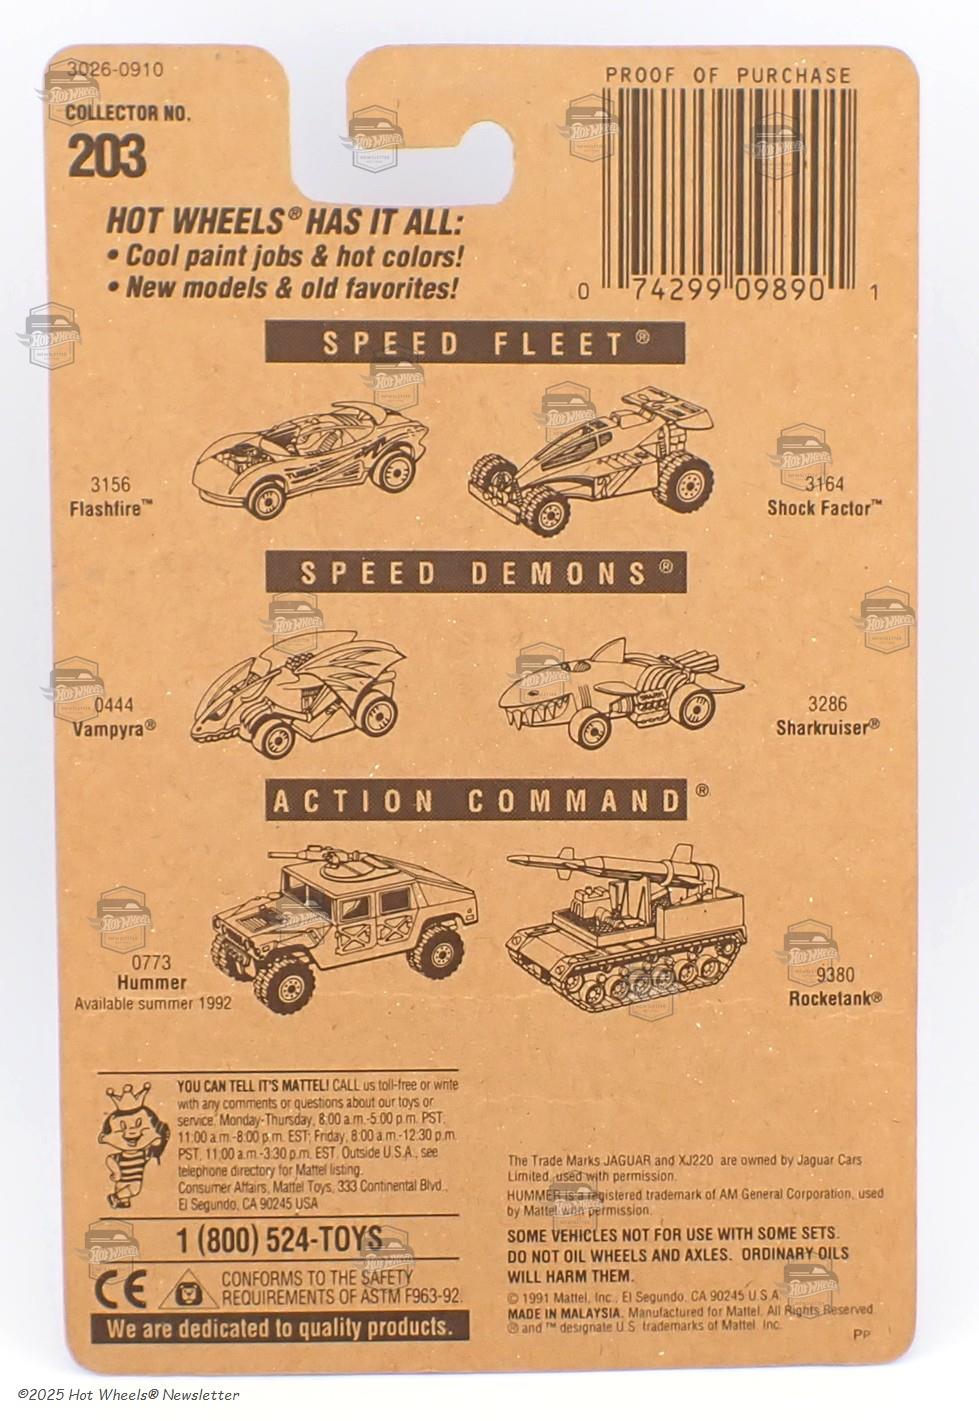 3026-0910
COLLECTOR NO.
203
PROOF OF PURCHASE
0 74299 09890 1
HOT WHEELS® HAS IT ALL:
• Cool paint jobs & hot colors!
• New models & old favorites!
SPEED FLEET®
3156
Flashfire™
3164
Shock Factor™
SPEED DEMONS®
0444
Vampyra®
3286
Sharkruiser®
ACTION COMMAND®
0773
Hummer
Available summer 1992
9380
Rocketank®
YOU CAN TELL IT'S MATTEL! CALL us toll-free or write
with any comments or questions about our toys or
service. Monday-Thursday, 8:00 a.m.-5:00 p.m. PST,
11:00 a.m.-8:00 p.m. EST; Friday, 8:00 a.m.-12:30 p.m.
PST, 11:00 a.m.-3:30 p.m. EST. Outside U.S.A., see
telephone directory for Mattel listing.
Consumer Affairs, Mattel Toys, 333 Continental Blvd.,
El Segundo, CA 90245 USA
1 (800) 524-TOYS
CE
CONFORMS TO THE SAFETY
REQUIREMENTS OF ASTM F963-92.
We are dedicated to quality products.
The Trade Marks JAGUAR and XJ220 are owned by Jaguar Cars
Limited, used with permission.
HUMMER is a registered trademark of AM General Corporation, used
by Mattel with permission.
SOME VEHICLES NOT FOR USE WITH SOME SETS.
DO NOT OIL WHEELS AND AXLES. ORDINARY OILS
WILL HARM THEM.
© 1991 Mattel, Inc., El Segundo, CA 90245 U.S.A.
MADE IN MALAYSIA. Manufactured for Mattel. All Rights Reserved.
® and ™ designate U.S. trademarks of Mattel, Inc.
PP
©2025 Hot Wheels® Newsletter